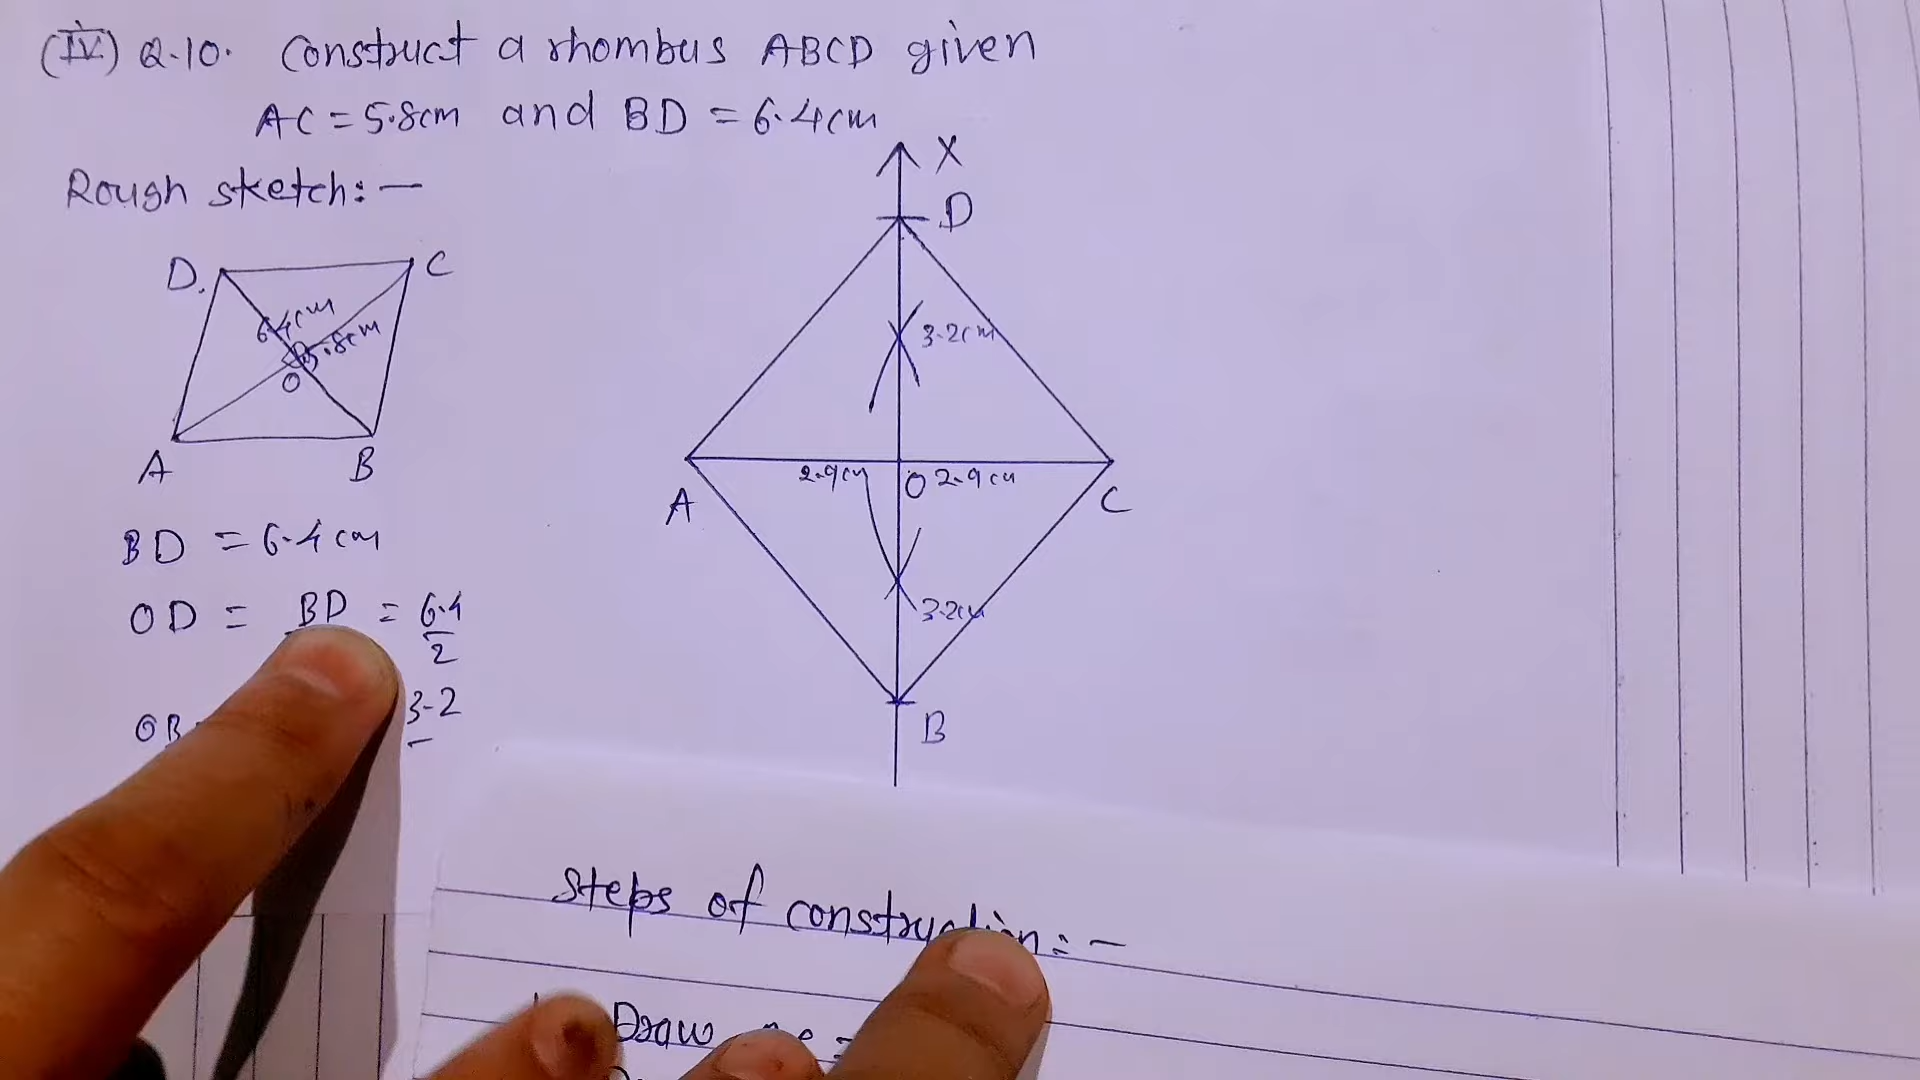 (IV) Q.10. Construct a rhombus ABCD given
AC = 5.8cm and BD = 6.4cm
Rough sketch:-
D.
C
6.4cm
5.8cm
O
A
B
BD = 6.4cm
OD = BD = 6.4
2
OB
3.2
X
D
3.2cm
2.9cm
O
2.9cm
A
C
3.2cm
B
Steps of construction:-
Draw